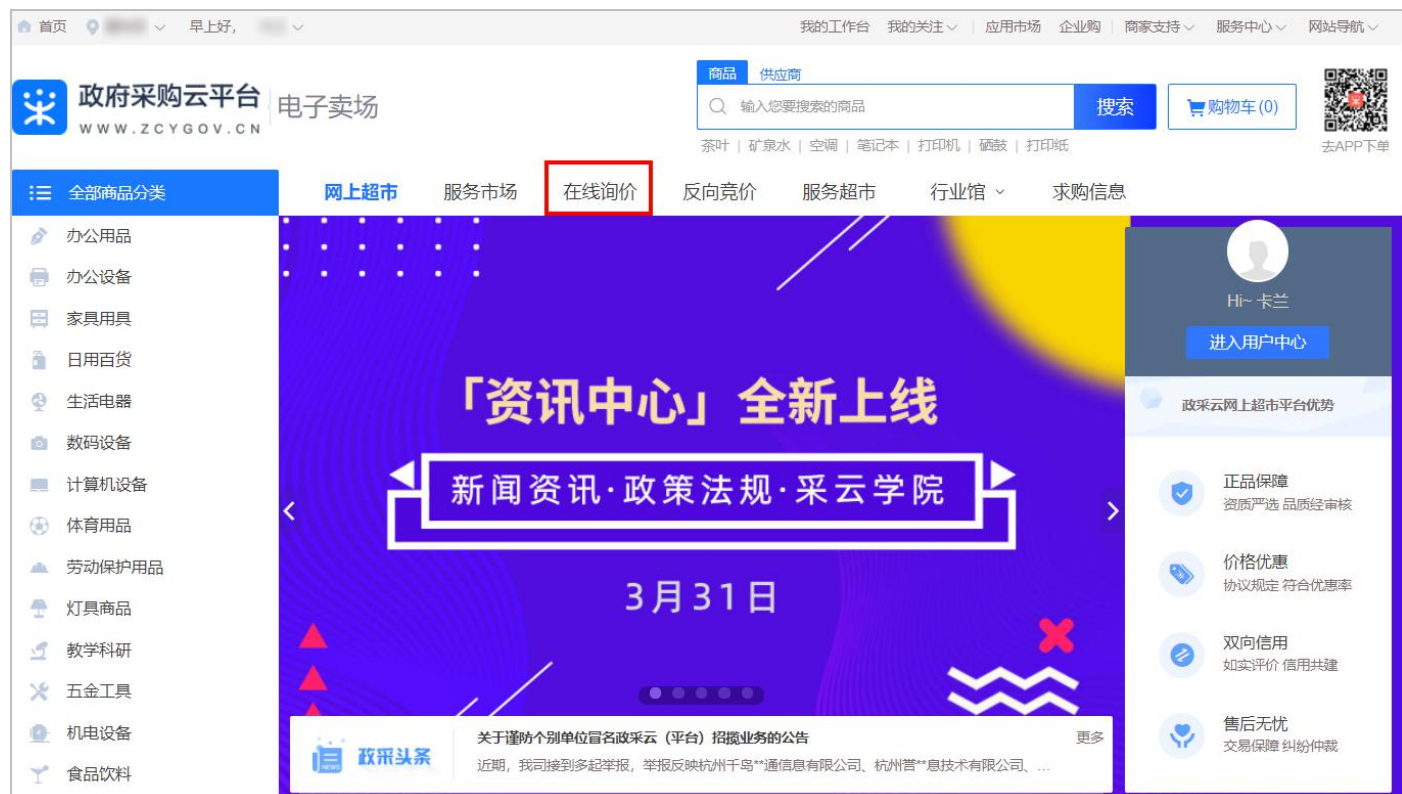 首页
早上好，
我的工作台 我的关注 应用市场 企业购 商家支持 服务中心 网站导航
政府采购云平台
WWW.ZCYGOV.CN
电子卖场
商品 供应商
输入您要搜索的商品
搜索
购物车(0)
茶叶 | 矿泉水 | 空调 | 笔记本 | 打印机 | 硒鼓 | 打印纸
去APP下单
全部商品分类
网上超市 服务市场 在线询价 反向竞价 服务超市 行业馆 求购信息
办公用品
办公设备
家具用具
日用百货
生活电器
数码设备
计算机设备
体育用品
劳动保护用品
灯具商品
教学科研
五金工具
机电设备
食品饮料
「资讯中心」全新上线
新闻资讯·政策法规·采云学院
3月31日
NEWS
政采头条
关于谨防个别单位冒名政采云（平台）招揽业务的公告
更多
近期，我司接到多起举报，举报反映杭州千岛**通信息有限公司、杭州菅**息技术有限公司、…
Hi~ 卡兰
进入用户中心
政采云网上超市平台优势
正品保障
资质严选 品质经审核
价格优惠
协议规定 符合优惠率
双向信用
如实评价 信用共建
售后无忧
交易保障 纠纷仲裁